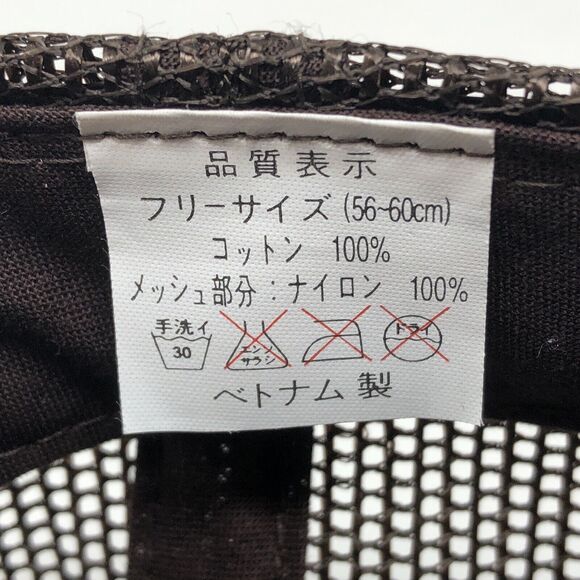 品質表示
フリーサイズ (56~60cm)
コットン 100%
メッシュ部分：ナイロン 100%
手洗イ 30 エンソ サラシ ドライ
ベトナム製